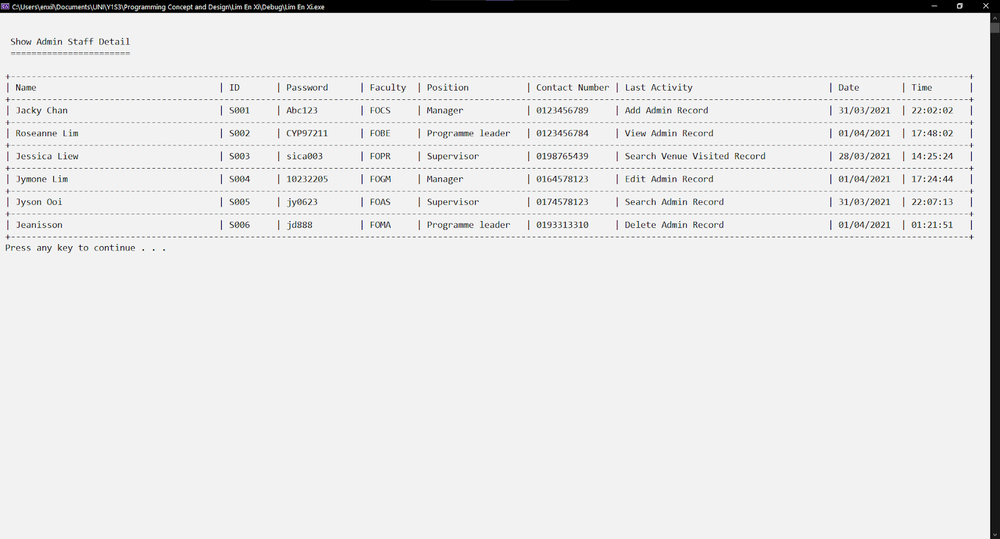 C:\Users\enxil\Documents\UNI\Y1S3\Programming Concept and Design\Lim En Xi\Debug\Lim En Xi.exe
Show Admin Staff Detail
=======================
| Name | ID | Password | Faculty | Position | Contact Number | Last Activity | Date | Time |
| Jacky Chan | S001 | Abc123 | FOCS | Manager | 0123456789 | Add Admin Record | 31/03/2021 | 22:02:02 |
| Roseanne Lim | S002 | CYP97211 | FOBE | Programme leader | 0123456784 | View Admin Record | 01/04/2021 | 17:48:02 |
| Jessica Liew | S003 | sica003 | FOPR | Supervisor | 0198765439 | Search Venue Visited Record | 28/03/2021 | 14:25:24 |
| Jymone Lim | S004 | 10232205 | FOGM | Manager | 0164578123 | Edit Admin Record | 01/04/2021 | 17:24:44 |
| Jyson Ooi | S005 | jy0623 | FOAS | Supervisor | 0174578123 | Search Admin Record | 31/03/2021 | 22:07:13 |
| Jeanisson | S006 | jd888 | FOMA | Programme leader | 0193313310 | Delete Admin Record | 01/04/2021 | 01:21:51 |
Press any key to continue . . .